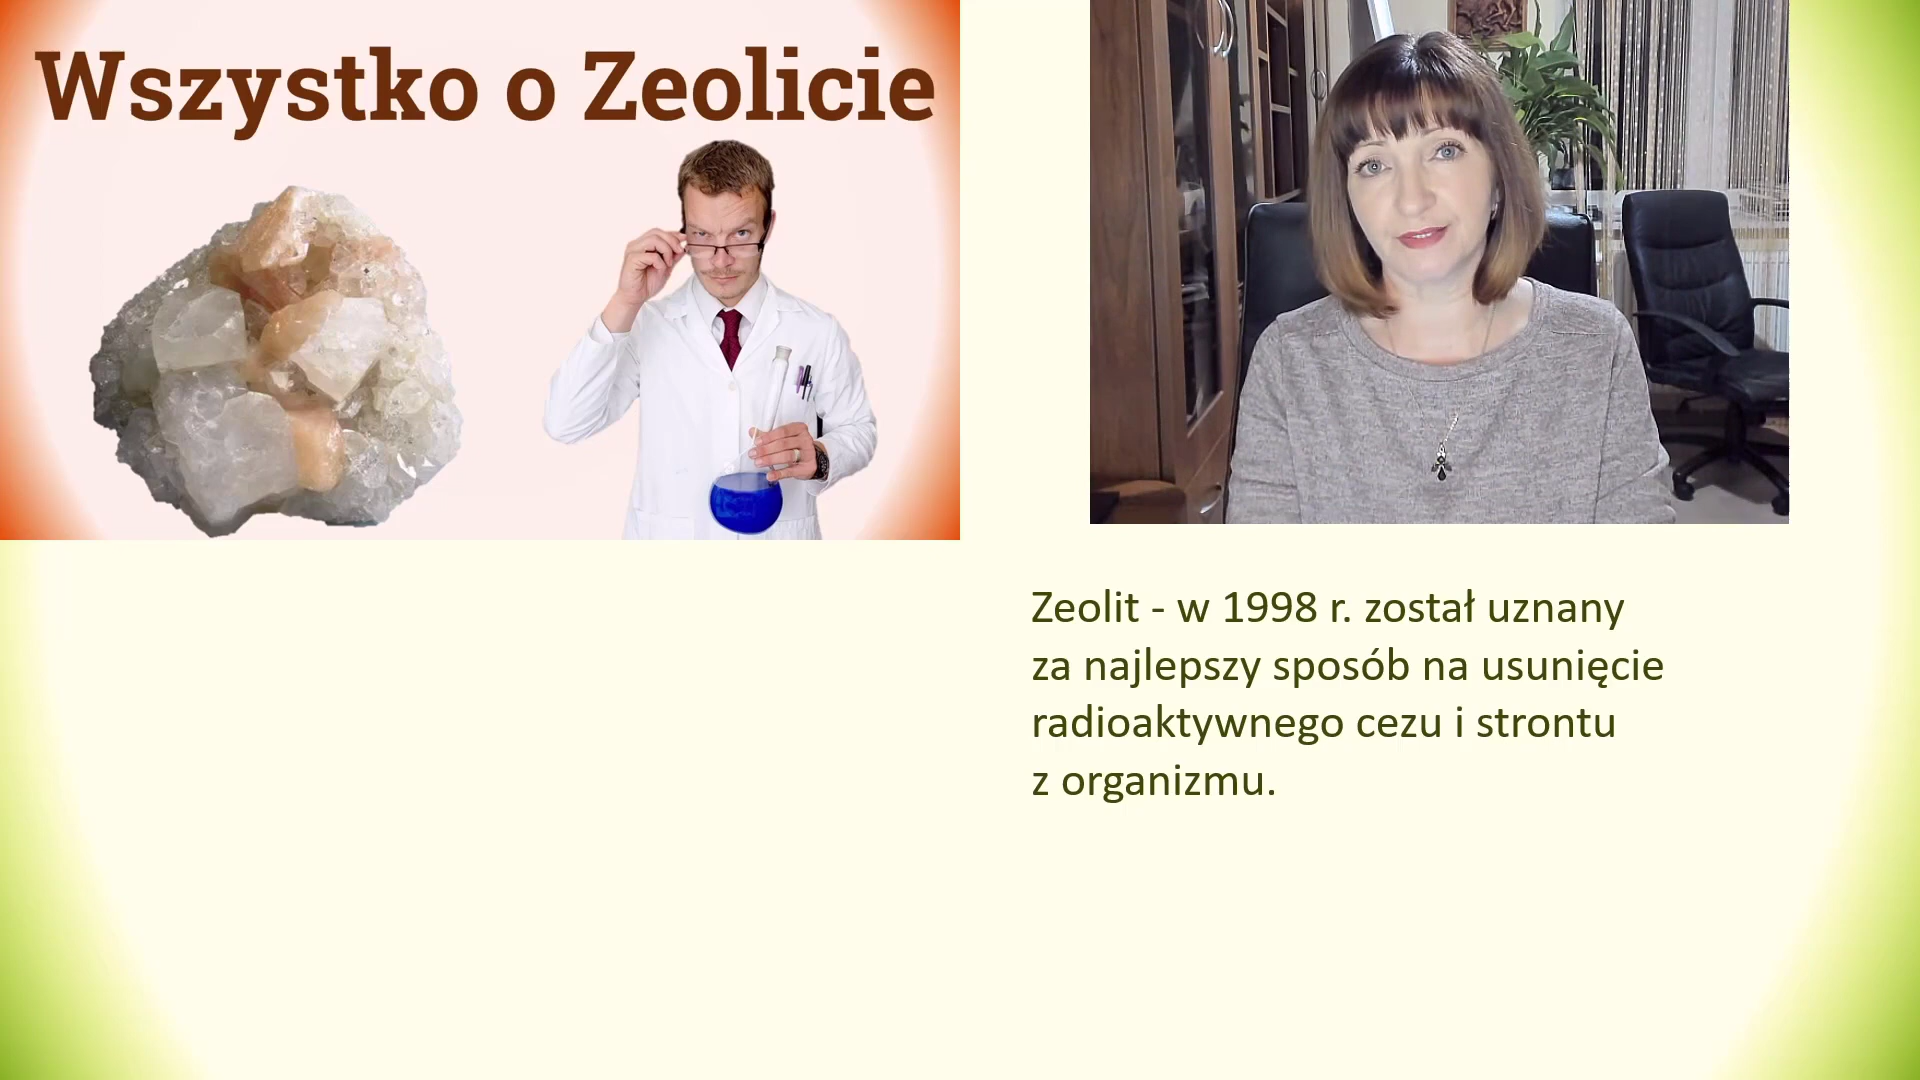 Wszystko o Zeolicie
Zeolit - w 1998 r. został uznany
za najlepszy sposób na usunięcie
radioaktywnego cezu i strontu
z organizmu.